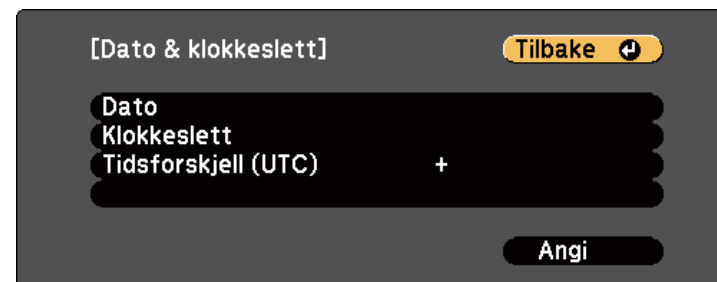 [Dato & klokkeslett] Tilbake
Dato
Klokkeslett
Tidsforskjell (UTC) +
Angi